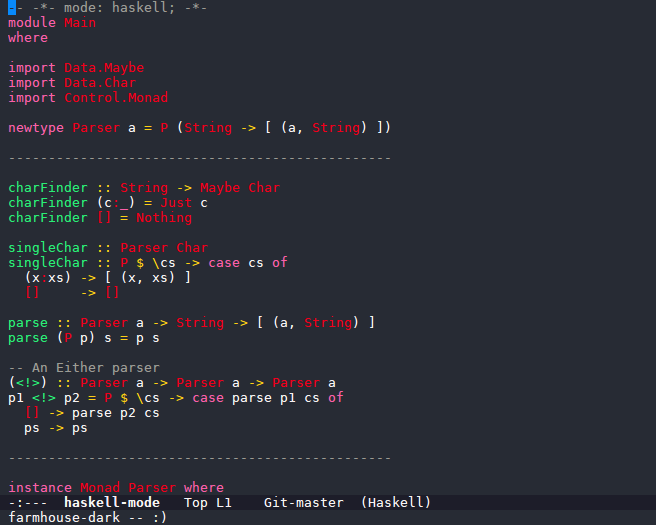 -- -*- mode: haskell; -*-
module Main
where

import Data.Maybe
import Data.Char
import Control.Monad

newtype Parser a = P (String -> [ (a, String) ])

------------------------------------------------

charFinder :: String -> Maybe Char
charFinder (c:_) = Just c
charFinder [] = Nothing

singleChar :: Parser Char
singleChar :: P $ \cs -> case cs of
  (x:xs) -> [ (x, xs) ]
  []     -> []

parse :: Parser a -> String -> [ (a, String) ]
parse (P p) s = p s

-- An Either parser
(<!>) :: Parser a -> Parser a -> Parser a
p1 <!> p2 = P $ \cs -> case parse p1 cs of
  [] -> parse p2 cs
  ps -> ps

------------------------------------------------

instance Monad Parser where
-:---  haskell-mode   Top L1    Git-master  (Haskell)
farmhouse-dark -- :)